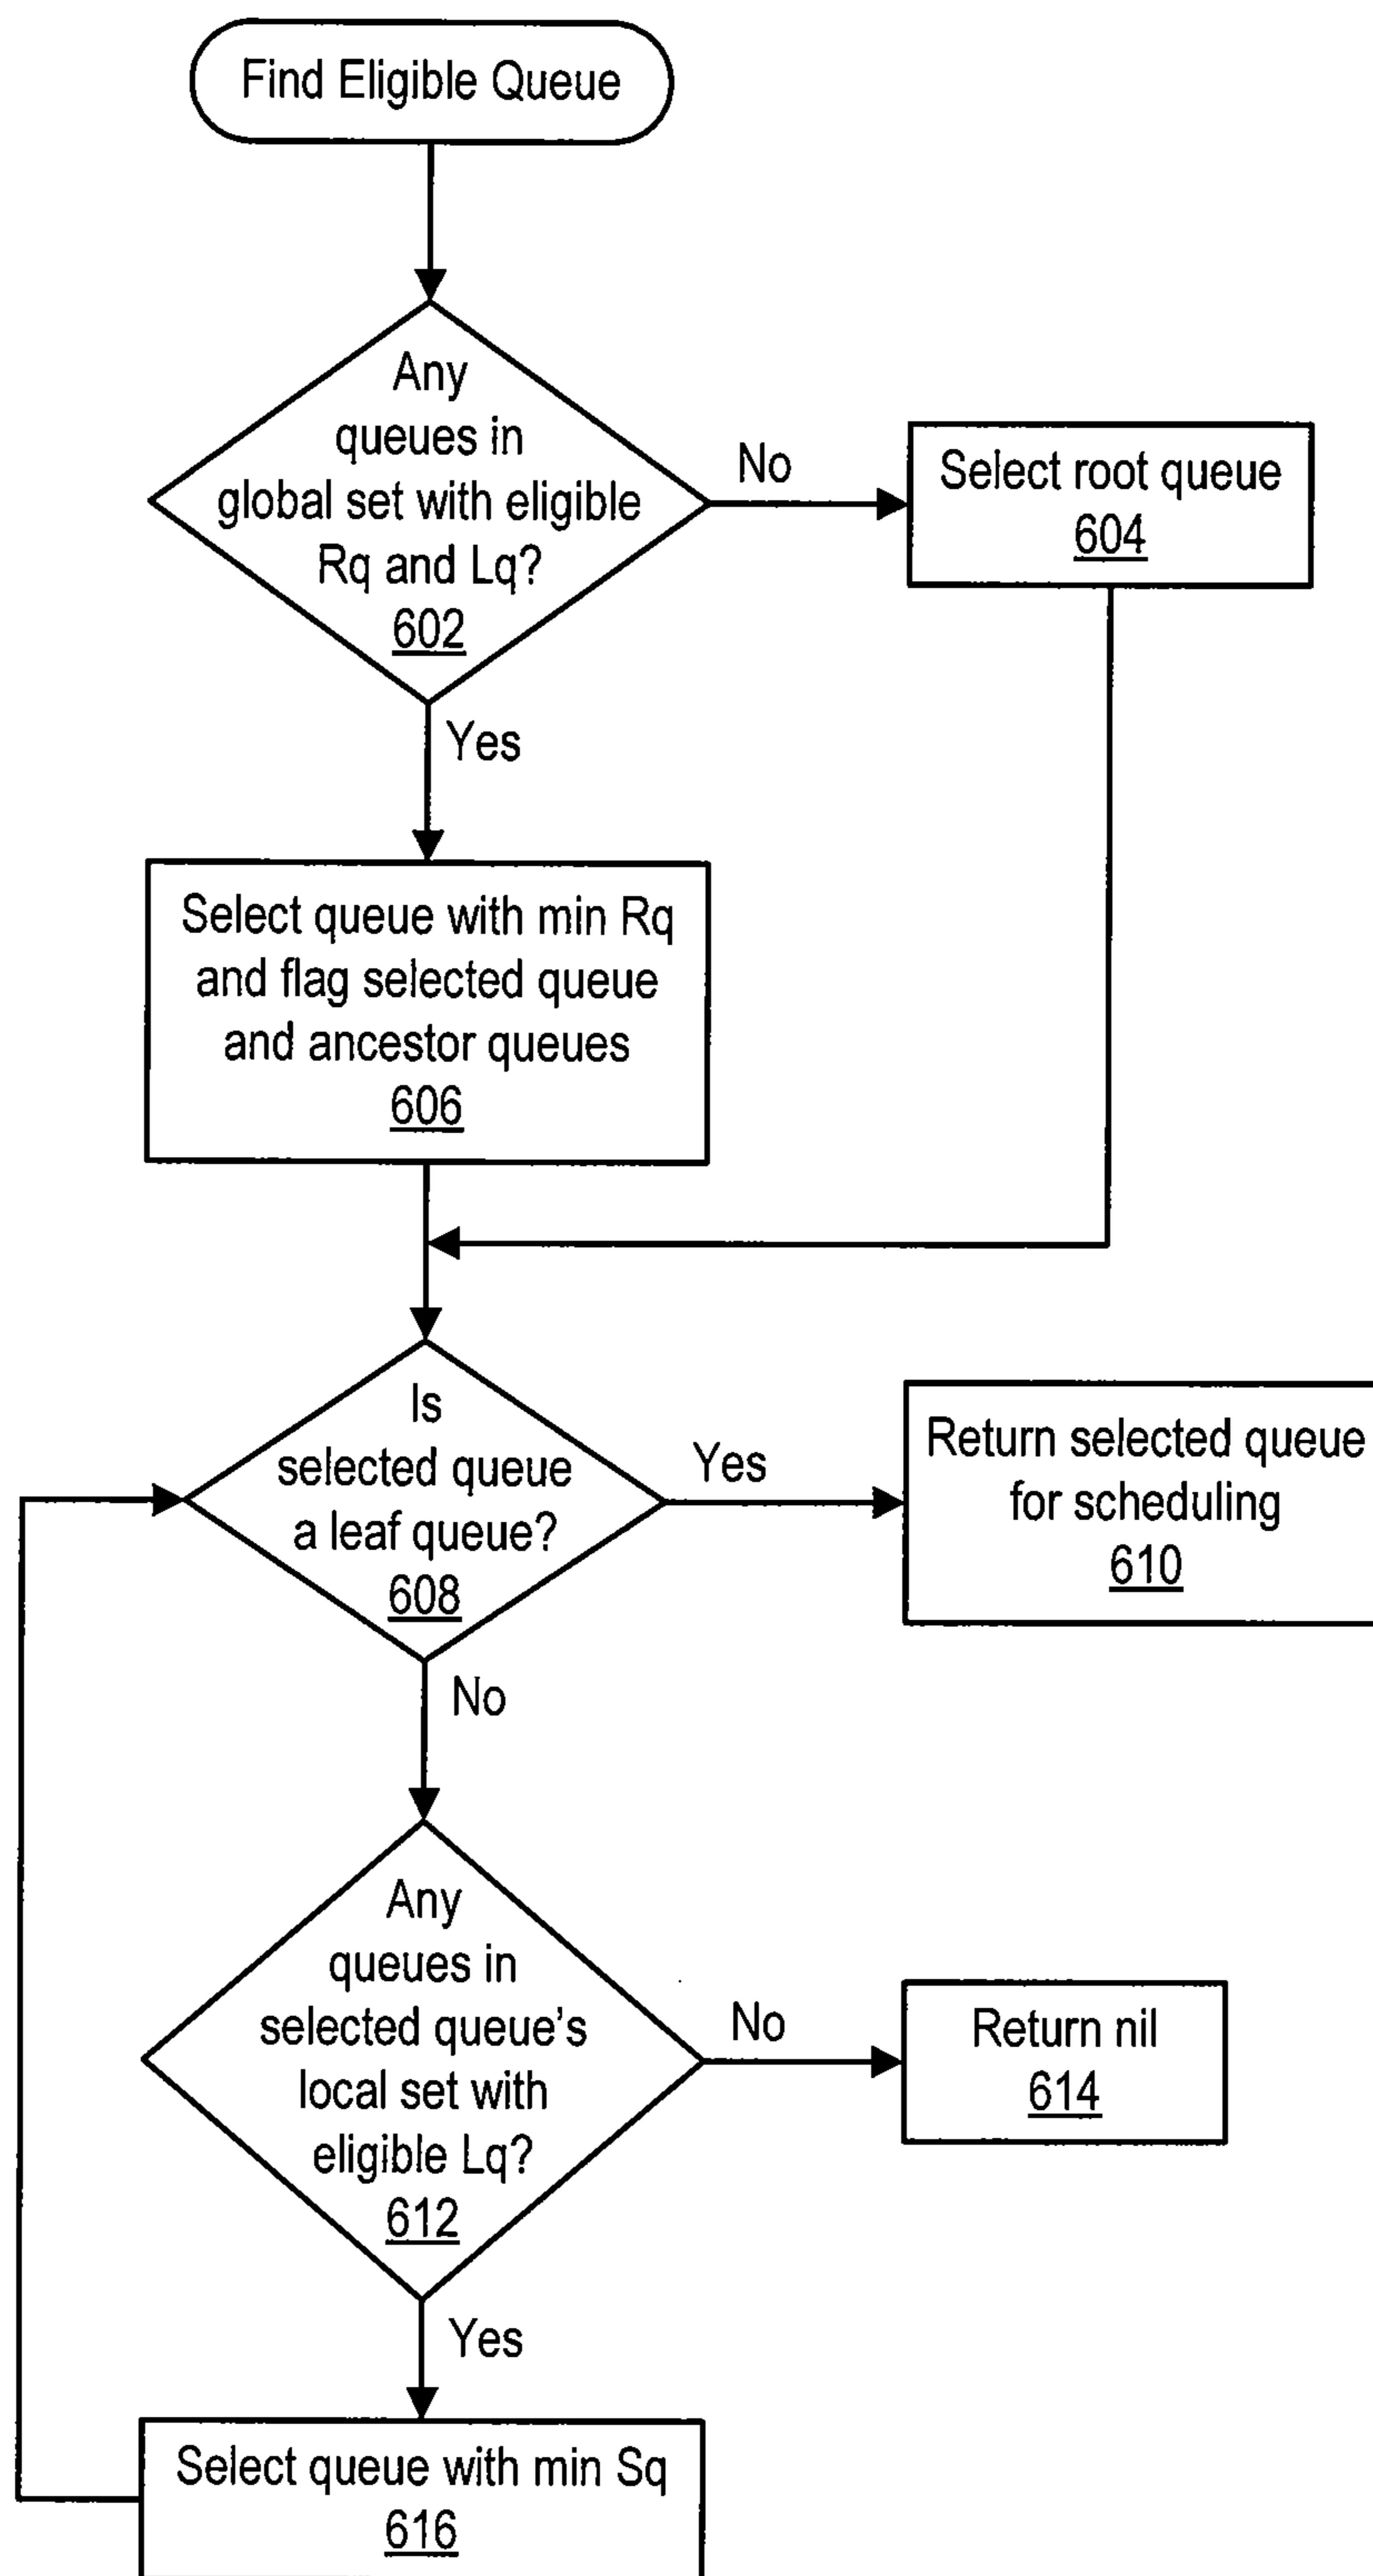 Find Eligible Queue
Any
queues in
global set with eligible
Rq and Lq?
602
No
Select root queue
604
Yes
Select queue with min Rq
and flag selected queue
and ancestor queues
606
Is
selected queue
a leaf queue?
608
Yes
Return selected queue
for scheduling
610
No
Any
queues in
selected queue's
local set with
eligible Lq?
612
No
Return nil
614
Yes
Select queue with min Sq
616